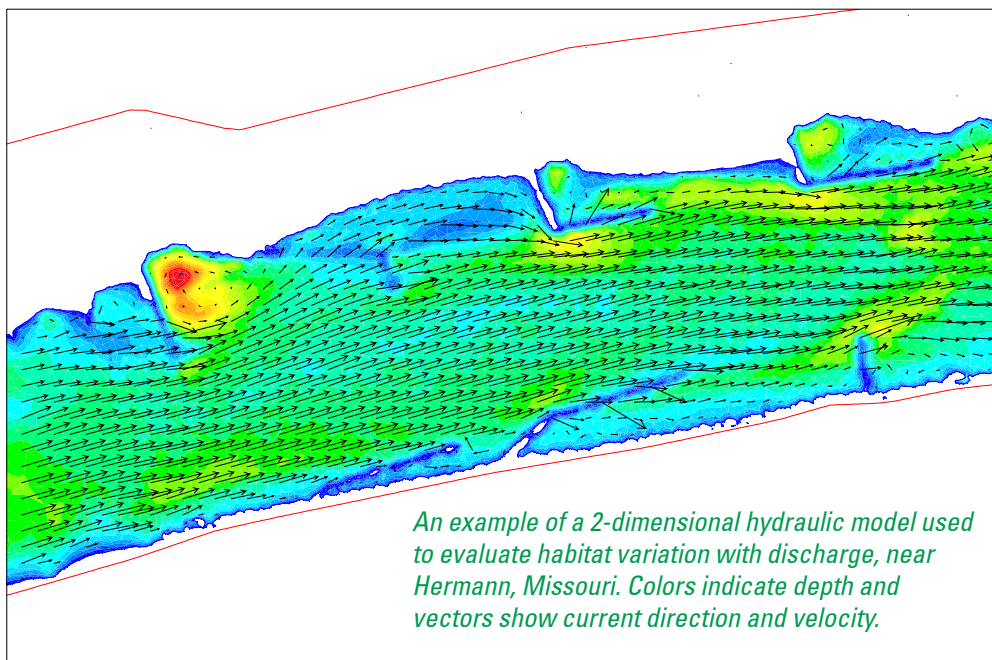 An example of a 2-dimensional hydraulic model used
to evaluate habitat variation with discharge, near
Hermann, Missouri. Colors indicate depth and
vectors show current direction and velocity.